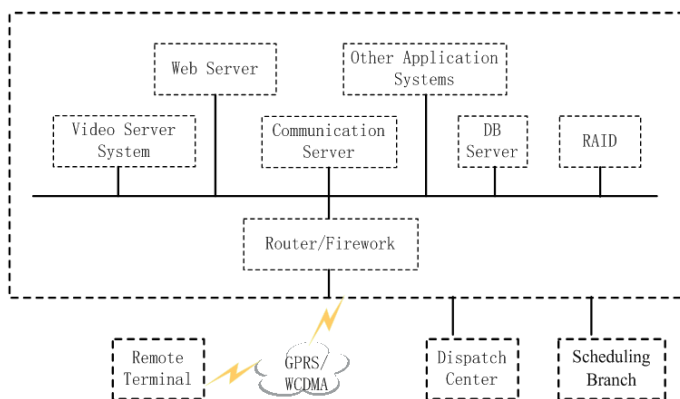 Web Server
Other Application
Systems
Video Server
System
Communication
Server
DB
Server
RAID
Router/Firework
Remote
Terminal
GPRS/
WCDMA
Dispatch
Center
Scheduling
Branch